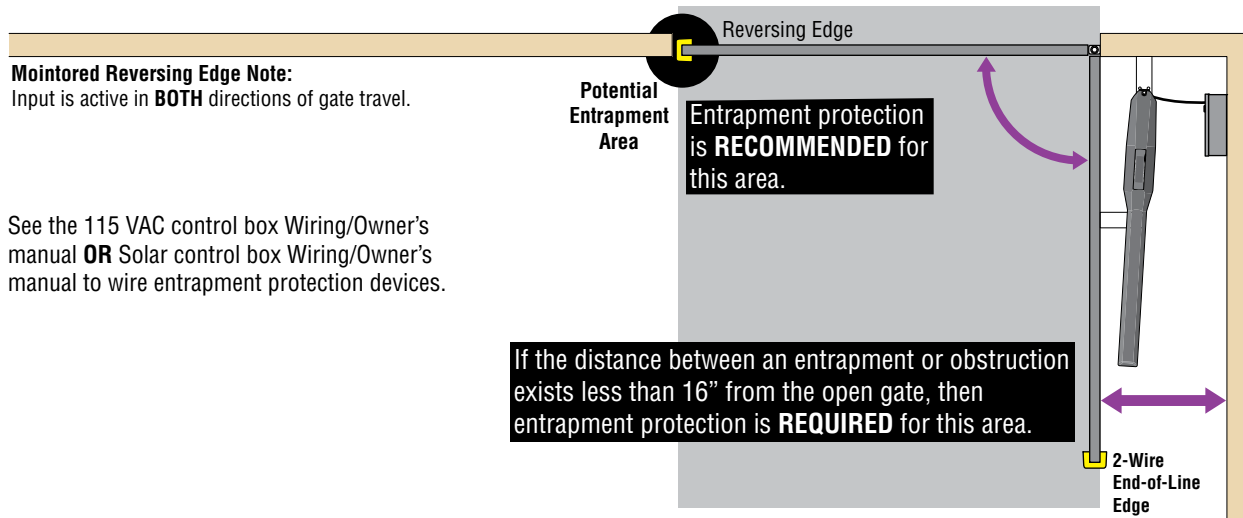 Reversing Edge
Mointored Reversing Edge Note:
Input is active in BOTH directions of gate travel.
Potential
Entrapment
Area
Entrapment protection
is RECOMMENDED for
this area.
See the 115 VAC control box Wiring/Owner’s
manual OR Solar control box Wiring/Owner’s
manual to wire entrapment protection devices.
If the distance between an entrapment or obstruction
exists less than 16” from the open gate, then
entrapment protection is REQUIRED for this area.
2-Wire
End-of-Line
Edge